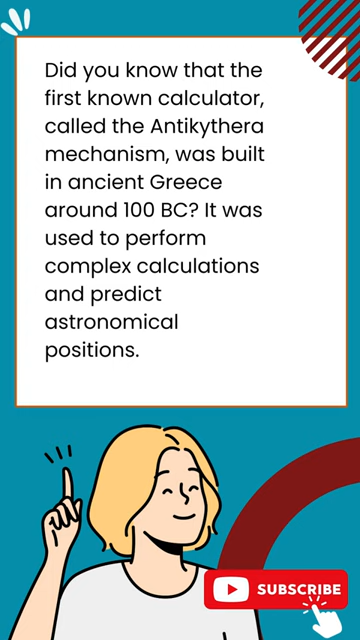 Did you know that the
first known calculator,
called the Antikythera
mechanism, was built
in ancient Greece
around 100 BC? It was
used to perform
complex calculations
and predict
astronomical
positions.
SUBSCRIBE